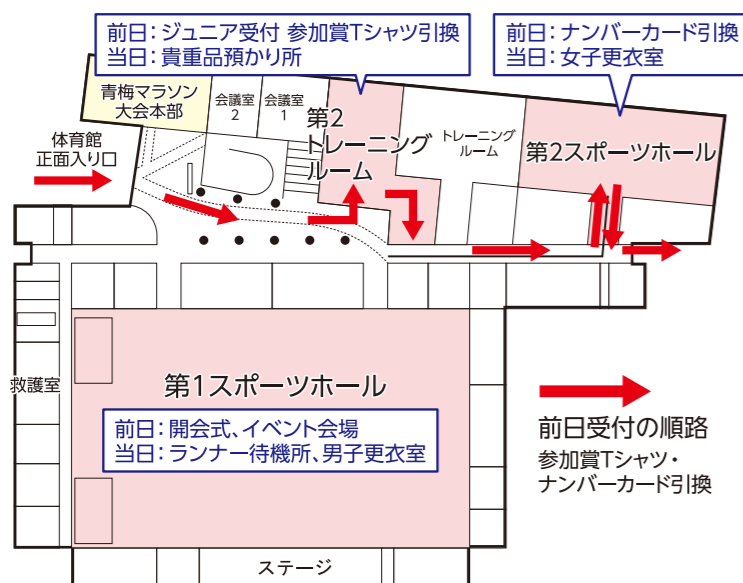 前日：ジュニア受付 参加賞Tシャツ引換
当日：貴重品預かり所
前日：ナンバーカード引換
当日：女子更衣室
青梅マラソン
大会本部
会議室
2
会議室
1
第2
トレーニング
ルーム
トレーニング
ルーム
第2スポーツホール
体育館
正面入り口
救護室
第1スポーツホール
前日：開会式、イベント会場
当日：ランナー待機所、男子更衣室
前日受付の順路
参加賞Tシャツ・
ナンバーカード引換
ステージ